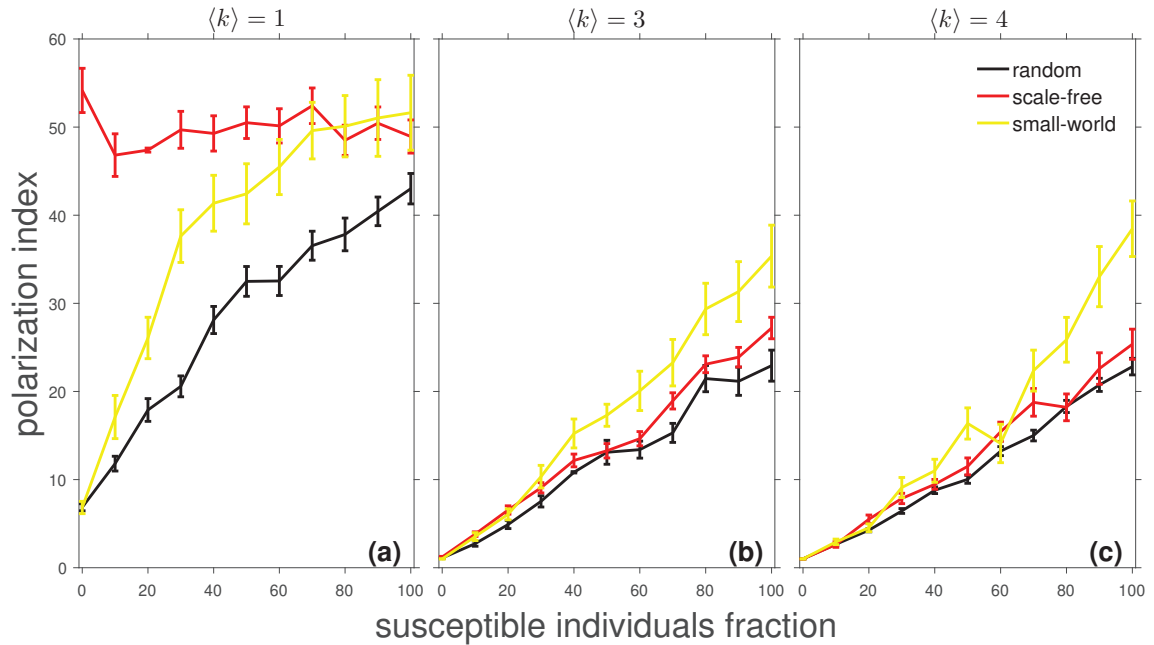 ⟨k⟩ = 1
⟨k⟩ = 3
⟨k⟩ = 4
60
50
40
30
20
10
0
polarization index
random
scale-free
small-world
(a)
(b)
(c)
0 20 40 60 80 100
0 20 40 60 80 100
0 20 40 60 80 100
susceptible individuals fraction